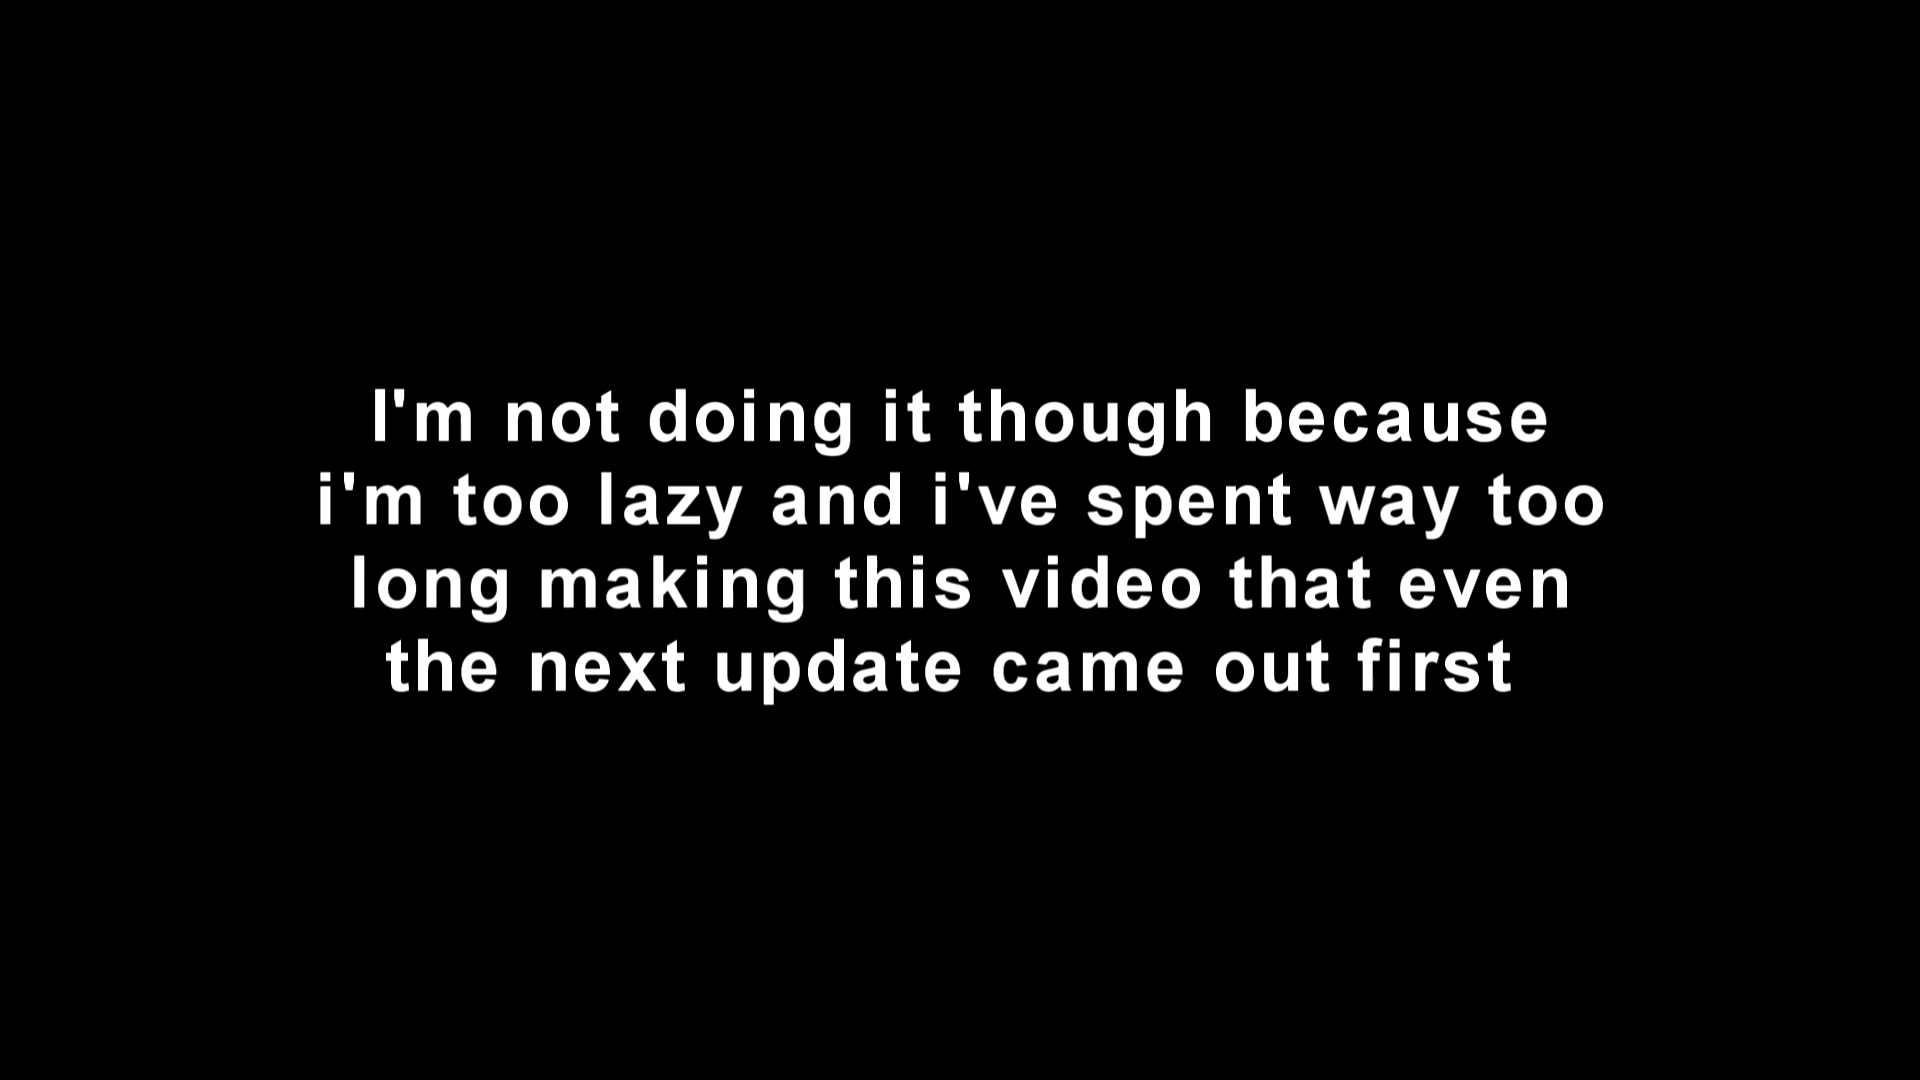 I'm not doing it though because
i'm too lazy and i've spent way too
long making this video that even
the next update came out first